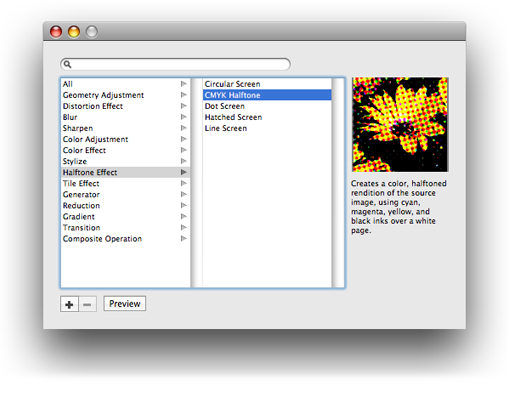 All
Geometry Adjustment
Distortion Effect
Blur
Sharpen
Color Adjustment
Color Effect
Stylize
Halftone Effect
Tile Effect
Generator
Reduction
Gradient
Transition
Composite Operation
Circular Screen
CMYK Halftone
Dot Screen
Hatched Screen
Line Screen
Creates a color, halftoned
rendition of the source
image, using cyan,
magenta, yellow, and
black inks over a white
page.
Preview